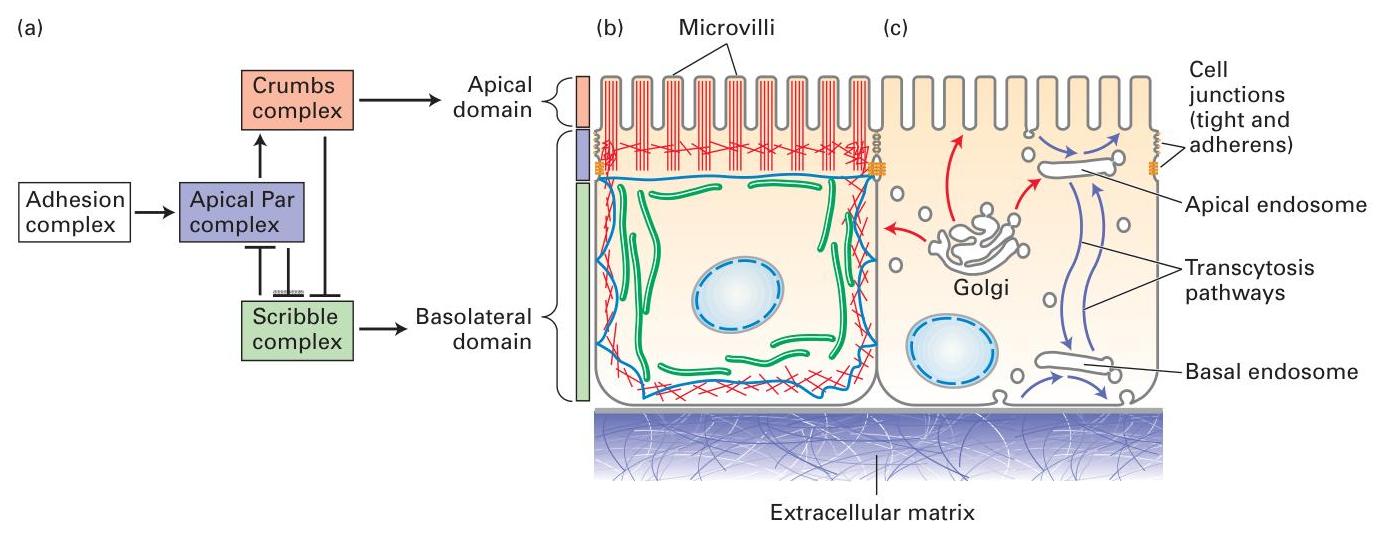 (a)
Crumbs
complex
Adhesion
complex
Apical Par
complex
Scribble
complex
Apical
domain
Basolateral
domain
(b)
Microvilli
(c)
Golgi
Cell
junctions
(tight and
adherens)
Apical endosome
Transcytosis
pathways
Basal endosome
Extracellular matrix